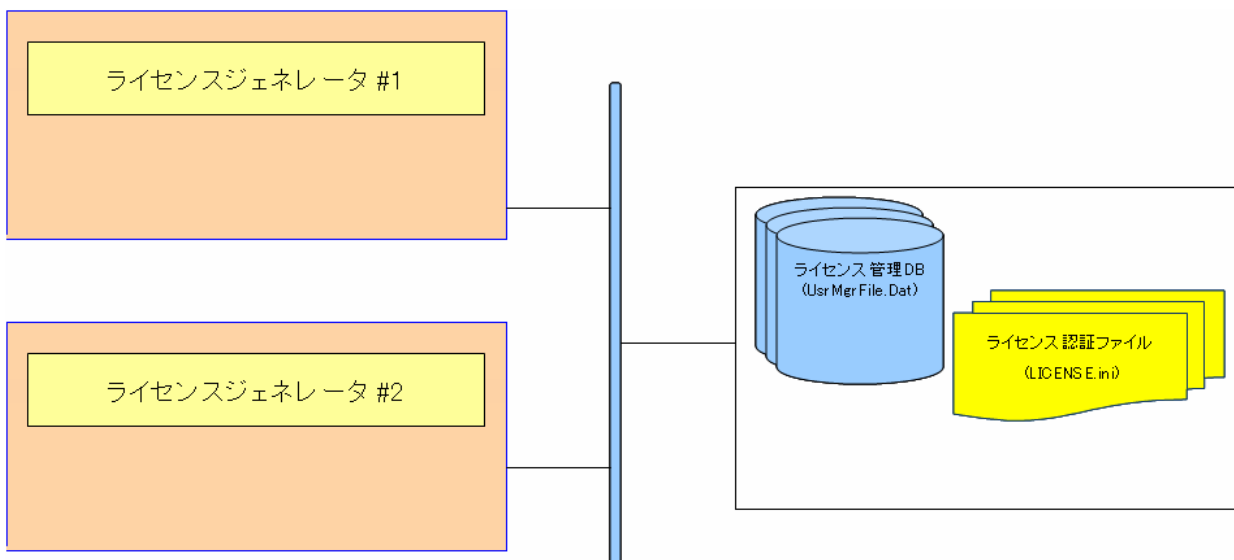 ライセンスジェネレータ #1
ライセンス管理DB
(UsrMgrFile.Dat)
ライセンス認証ファイル
(LICENSE.ini)
ライセンスジェネレータ #2